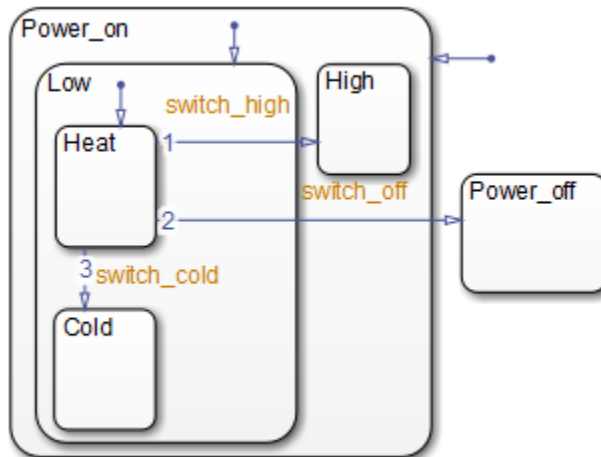 Power_on
Low
High
switch_high
Heat
1
switch_off
Power_off
2
3
switch_cold
Cold